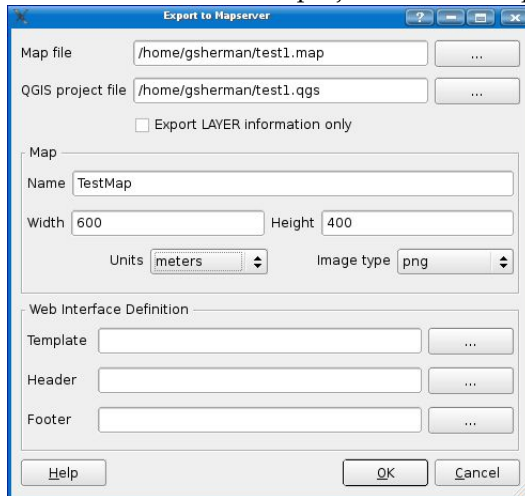 Export to Mapserver
Map file /home/gsherman/test1.map ...
QGIS project file /home/gsherman/test1.qgs ...
Export LAYER information only
Map
Name TestMap
Width 600 Height 400
Units meters Image type png
Web Interface Definition
Template ...
Header ...
Footer ...
Help OK Cancel